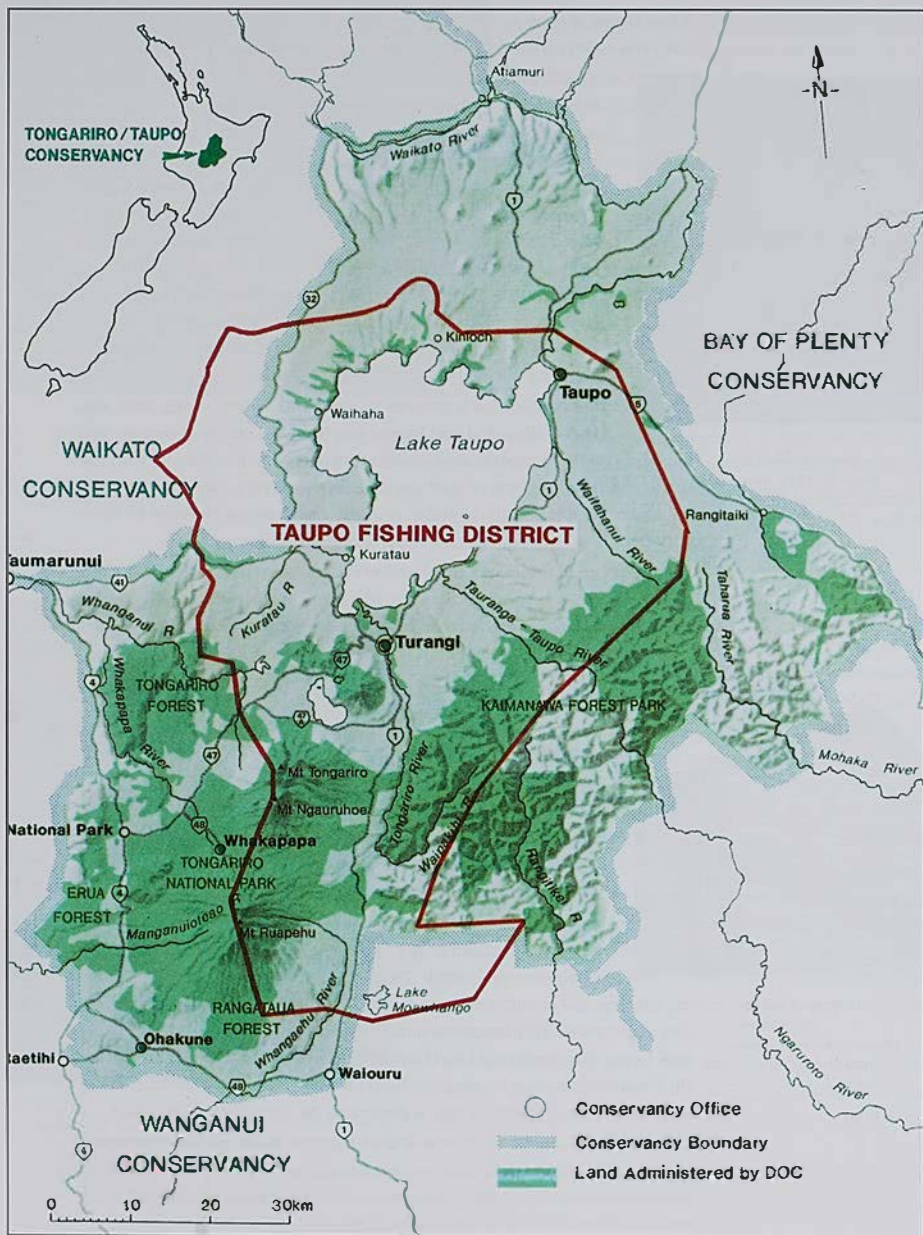 Atiamuri
-N-
TONGARIRO / TAUPO
CONSERVANCY
Waikato River
1
32
Kinloch
BAY OF PLENTY
CONSERVANCY
Taupo
5
Waihaha
Lake Taupo
WAIKATO
CONSERVANCY
1
Waitahanui River
Rangitaiki
TAUPO FISHING DISTRICT
Kuratau
Taumarunui
41
Whanganui R
Kuratau R
Tauranga - Taupo River
Taharua River
Turangi
4
Whakapapa
River
TONGARIRO
FOREST
47
47
47A
1
KAIMANAWA FOREST PARK
Mohaka River
Mt Tongariro
Mt Ngauruhoe
Tongariro River
Waipakihi R
National Park
48
Whakapapa
TONGARIRO
NATIONAL PARK
Rangitikei R
ERUA
FOREST
4
Manganuioteao
Mt Ruapehu
RANGATAUA
FOREST
Whangaehu River
Lake
Moawhango
Ngaruroro River
Ohakune
Raetihi
49
Waiouru
WANGANUI
CONSERVANCY
4
1
Conservancy Office
Conservancy Boundary
Land Administered by DOC
0 10 20 30km